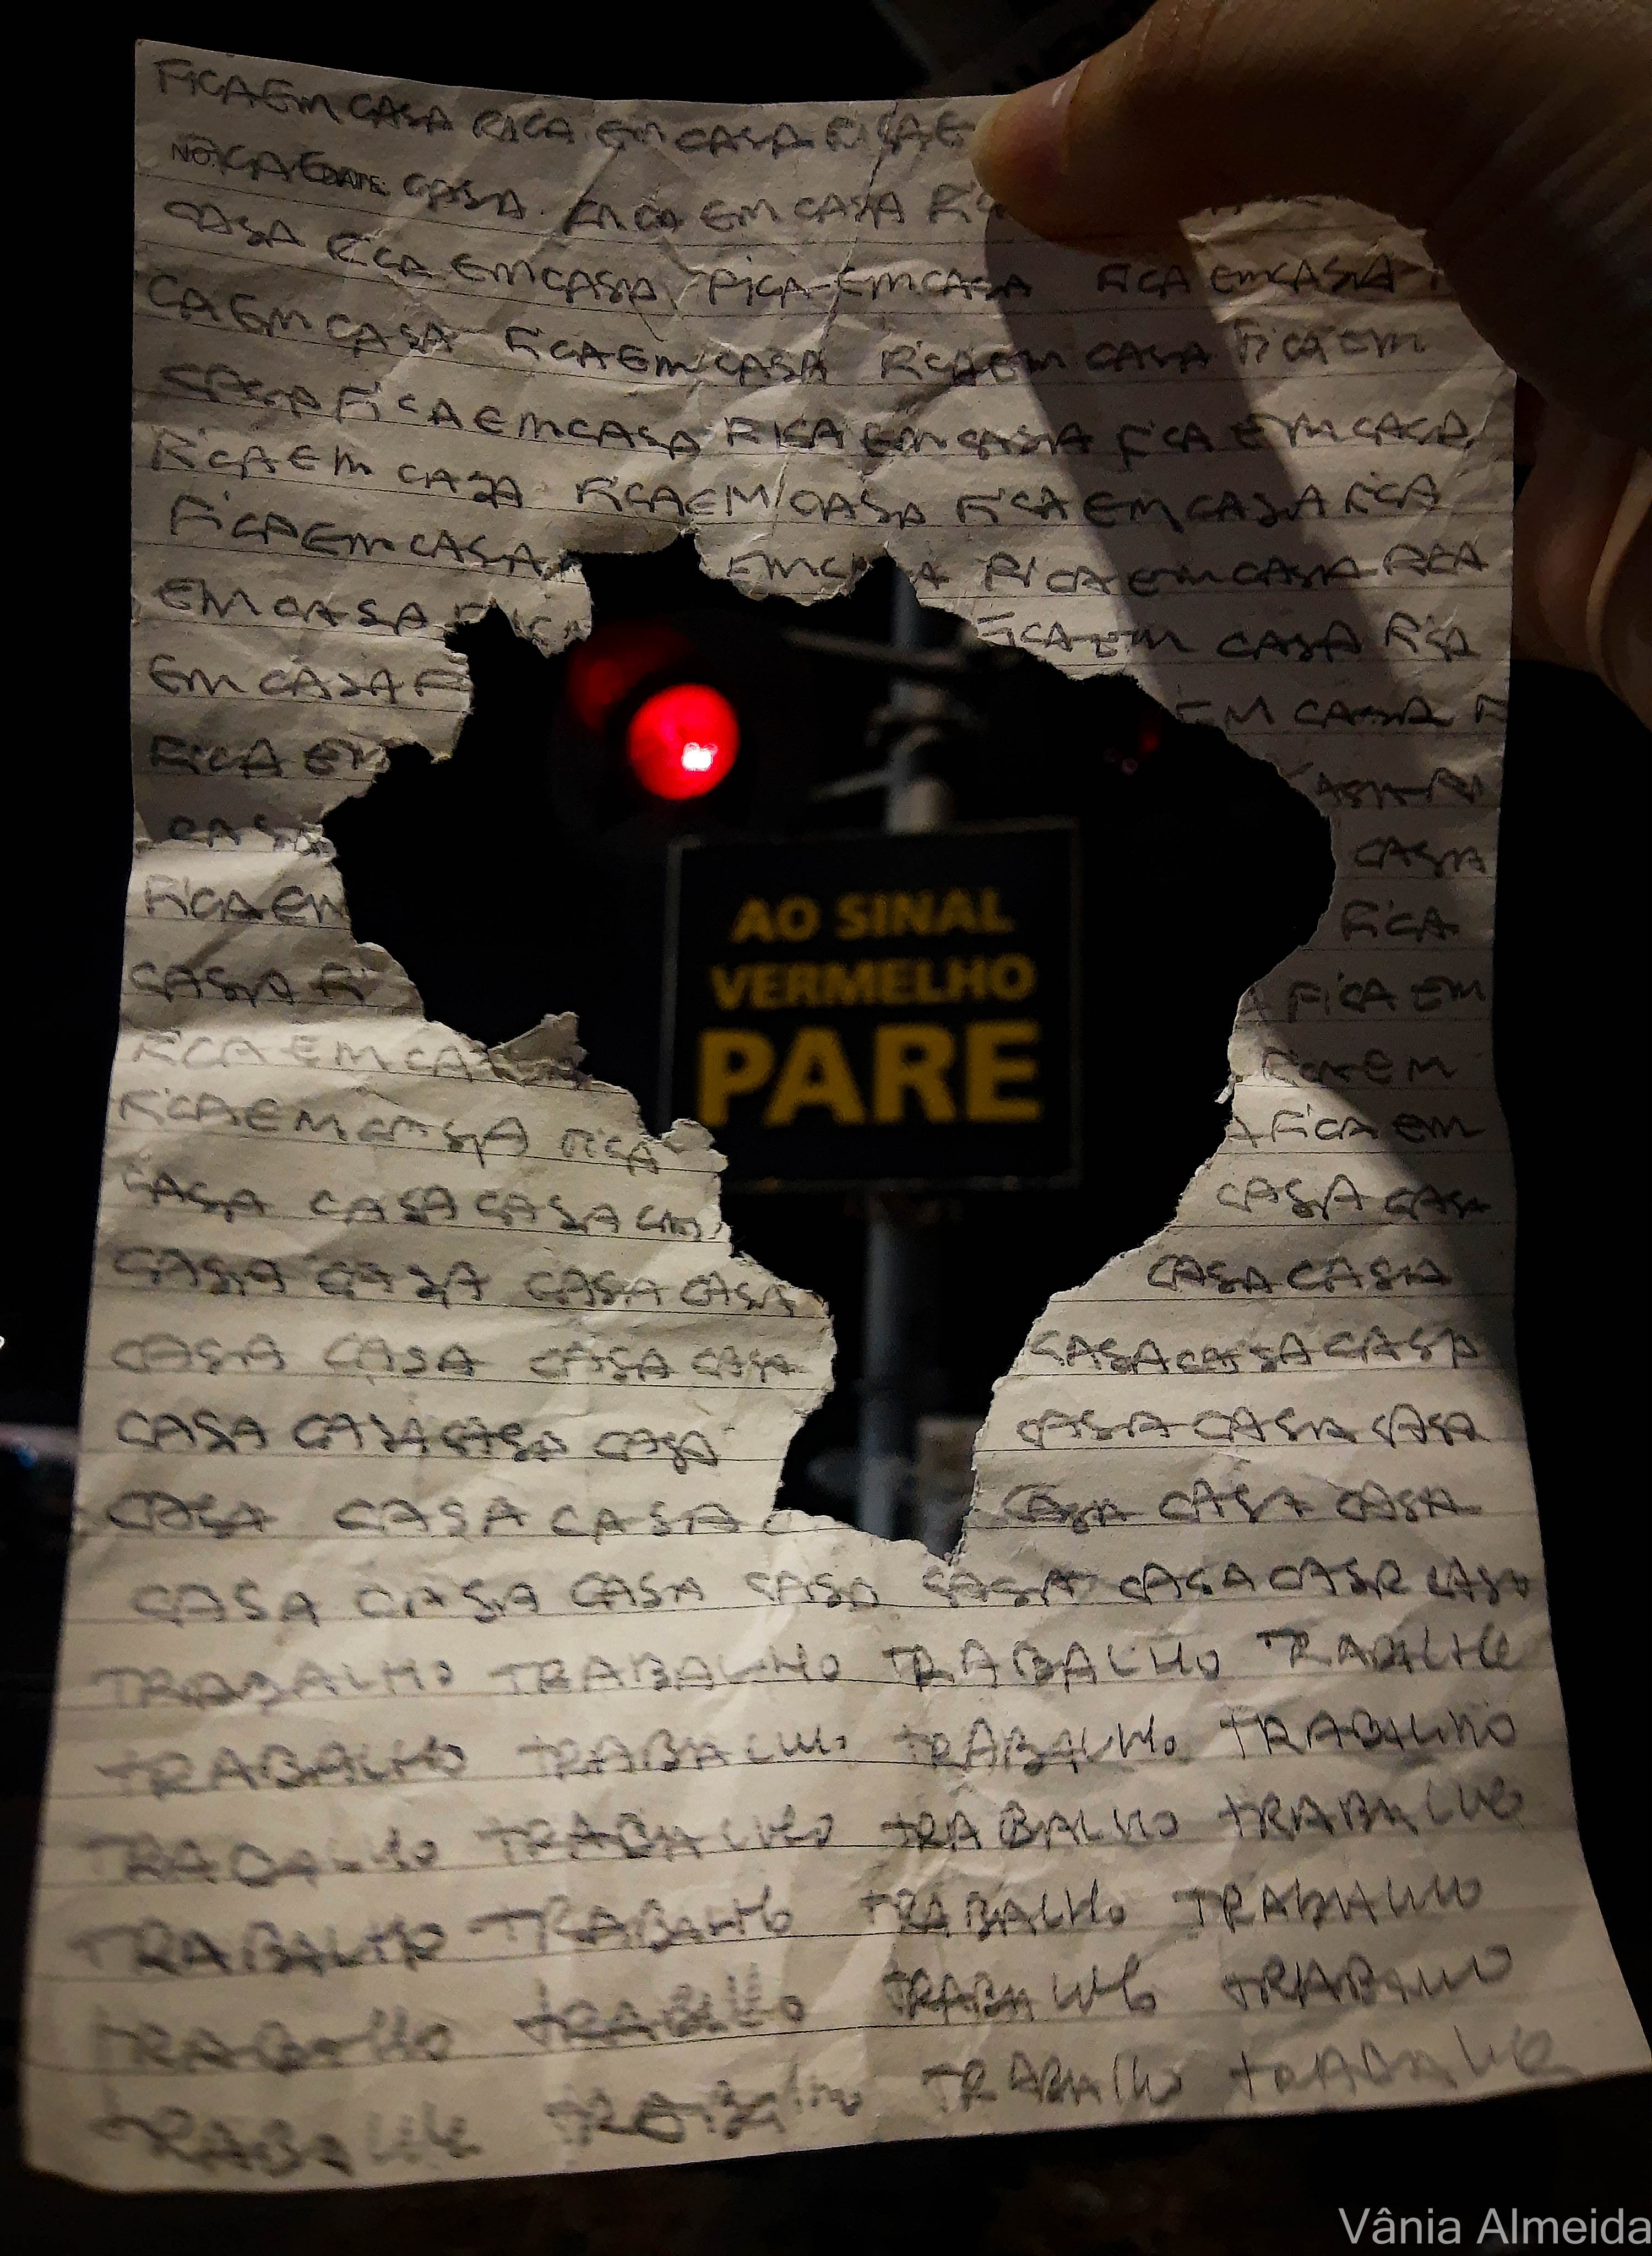 FICA EM CASA FICA EM CASA FICA E
NO. CA E DATE CASA FICA EM CASA FIC
CASA FICA EM CASA FICA EM CASA FICA EM CASA FI
CA EM CASA FICA EM CASA FICA EM CASA FICA EM
CASA FICA EM CASA FICA EM CASA FICA EM CASA
FICA EM CASA FICA EM CASA FICA EM CASA FICA
FICA EM CASA EM CASA FICA EM CASA FICA
EM CASA FICA FICA EM CASA FICA
EM CASA F EM CASA F
FICA EM CASA FI
CASA CASA
FICA EM FICA
CASA FI A FICA EM
FICA EM CASA FICA EM
FICA EM CASA FICA A FICA EM
CASA CASA CASA CASA CASA
CASA CASA CASA CASA CASA CASA
CASA CASA CASA CASA CASA CASA CASA
CASA CASA CASA CASA CASA CASA CASA
CASA CASA CASA C CASA CASA CASA
CASA CASA CASA CASA CASA CASA CASA CASA
TRABALHO TRABALHO TRABALHO TRABALHO
TRABALHO TRABALHO TRABALHO TRABALHO
TRABALHO TRABALHO TRABALHO TRABALHO
TRABALHO TRABALHO TRABALHO TRABALHO
TRABALHO TRABALHO TRABALHO TRABALHO
TRABALHO TRABALHO TRABALHO TRABALHO
AO SINAL
VERMELHO
PARE
Vânia Almeida